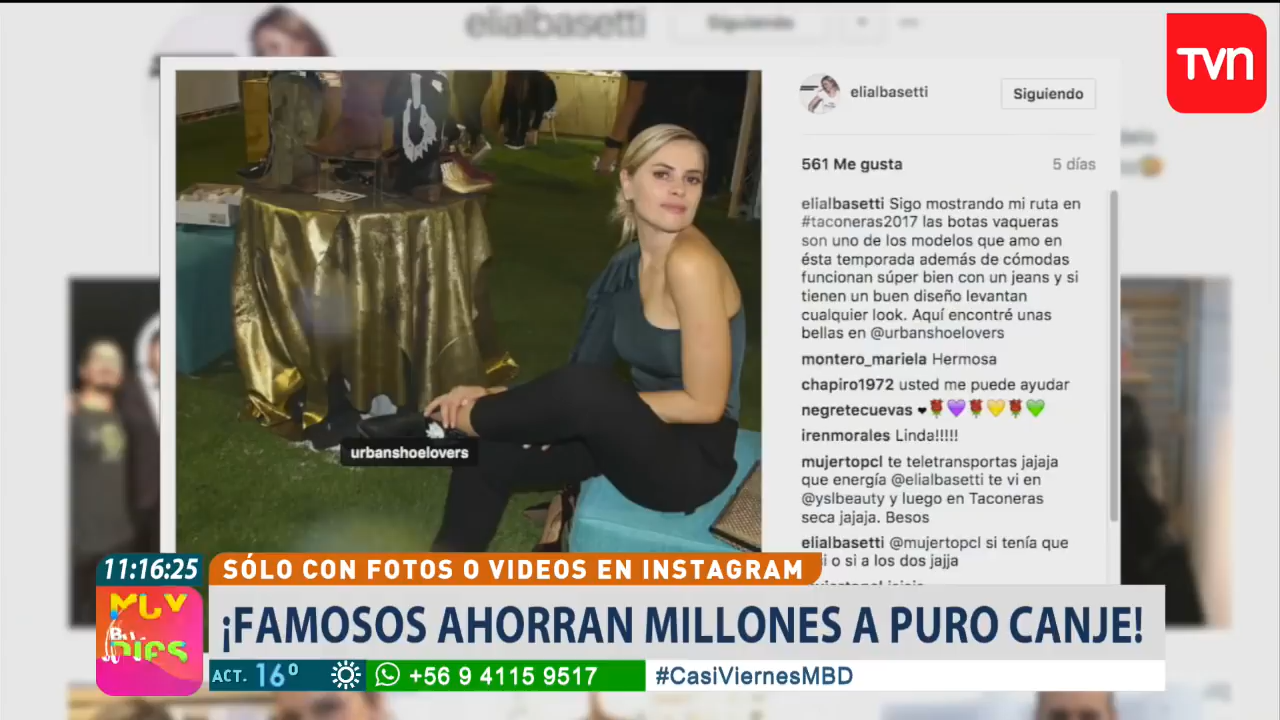 elialbasetti
Siguiendo
TVN
elialbasetti
Siguiendo
561 Me gusta
5 días
elialbasetti Sigo mostrando mi ruta en
#taconeras2017 las botas vaqueras
son uno de los modelos que amo en
ésta temporada además de cómodas
funcionan súper bien con un jeans y si
tienen un buen diseño levantan
cualquier look. Aquí encontré unas
bellas en @urbanshoelovers
montero_mariela Hermosa
chapiro1972 usted me puede ayudar
negretecuevas ❤🌹💜🌹💛🌹💚
irenmorales Linda!!!!!
mujertopcl te teletransportas jajaja
que energía @elialbasetti te vi en
@yslbeauty y luego en Taconeras
seca jajaja. Besos
elialbasetti @mujertopcl si tenía que
si o si a los dos jajja
urbanshoelovers
11:16:25
SÓLO CON FOTOS O VIDEOS EN INSTAGRAM
¡FAMOSOS AHORRAN MILLONES A PURO CANJE!
ACT. 16º
+56 9 4115 9517
#CasiViernesMBD